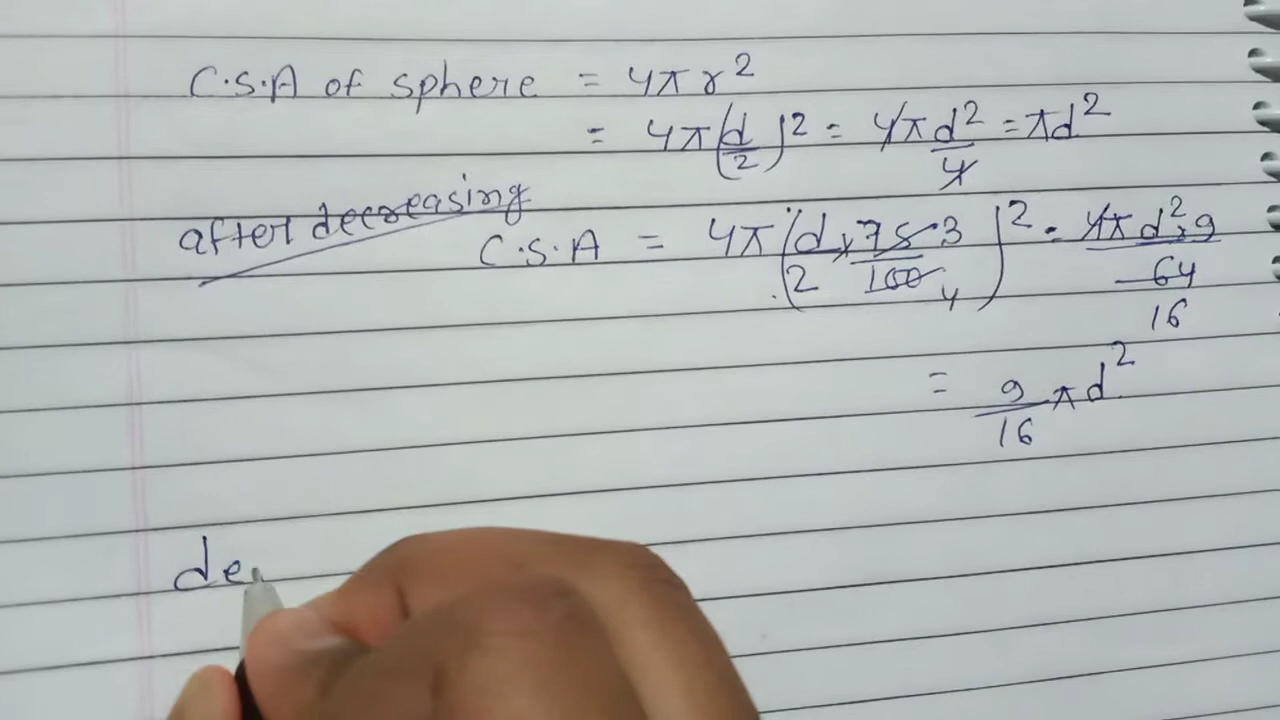 C.S.A of sphere = 4πr²
= 4π(d/2)² = 4πd²/4 = πd²
after decreasing
C.S.A = 4π(d/2 × 75 3/100 4)² = 4πd²×9/64 16
= 9/16 πd²
de